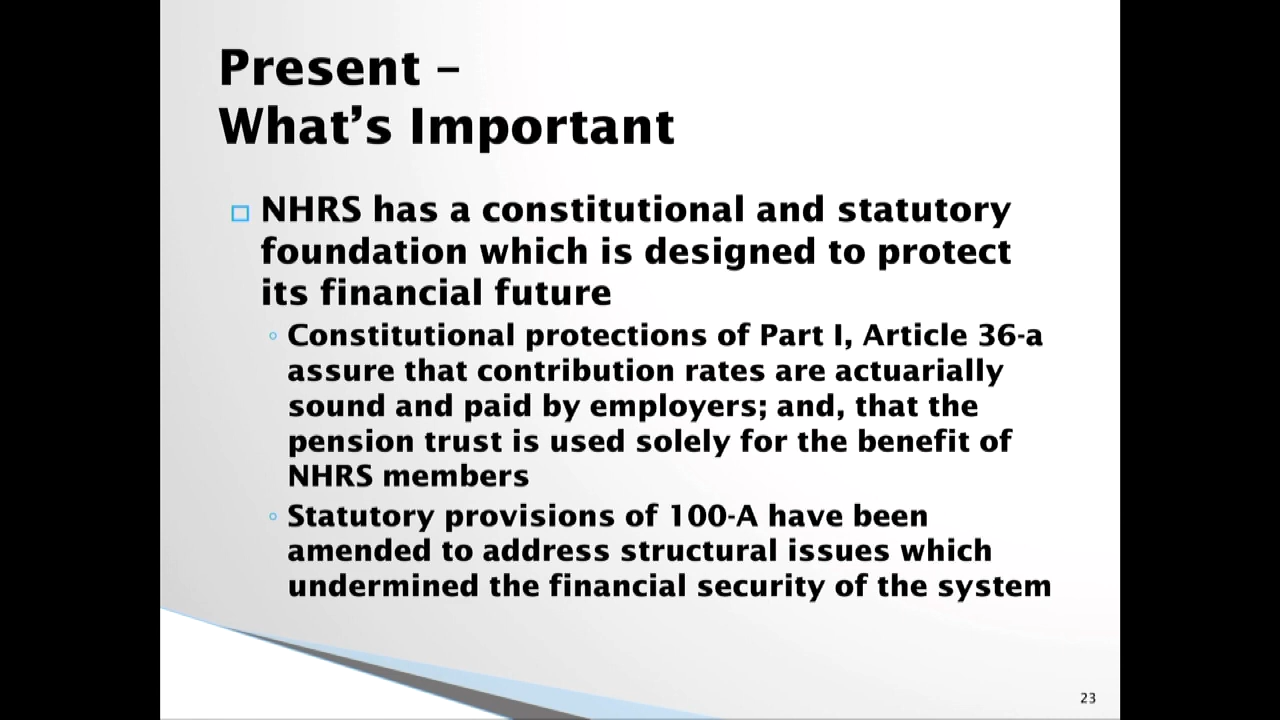 Present –
What's Important
NHRS has a constitutional and statutory
foundation which is designed to protect
its financial future
Constitutional protections of Part I, Article 36-a
assure that contribution rates are actuarially
sound and paid by employers; and, that the
pension trust is used solely for the benefit of
NHRS members
Statutory provisions of 100-A have been
amended to address structural issues which
undermined the financial security of the system
23